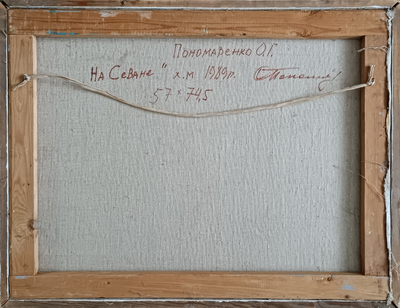 Пономаренко О.Г.
На Севане" х.м 1989г.
57 × 74,5